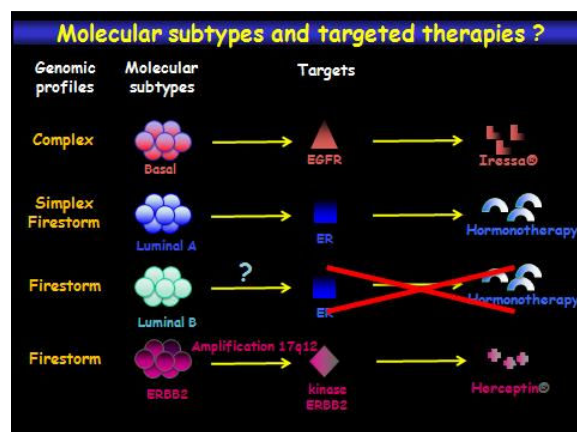 Molecular subtypes and targeted therapies ?
Genomic profiles
Molecular subtypes
Targets
Complex
Basal
EGFR
Iressa®
Simplex
Firestorm
Luminal A
ER
Hormonotherapy
Firestorm
?
Luminal B
ER
Hormonotherapy
Firestorm
Amplification 17q12
ERBB2
kinase
ERBB2
Herceptin®